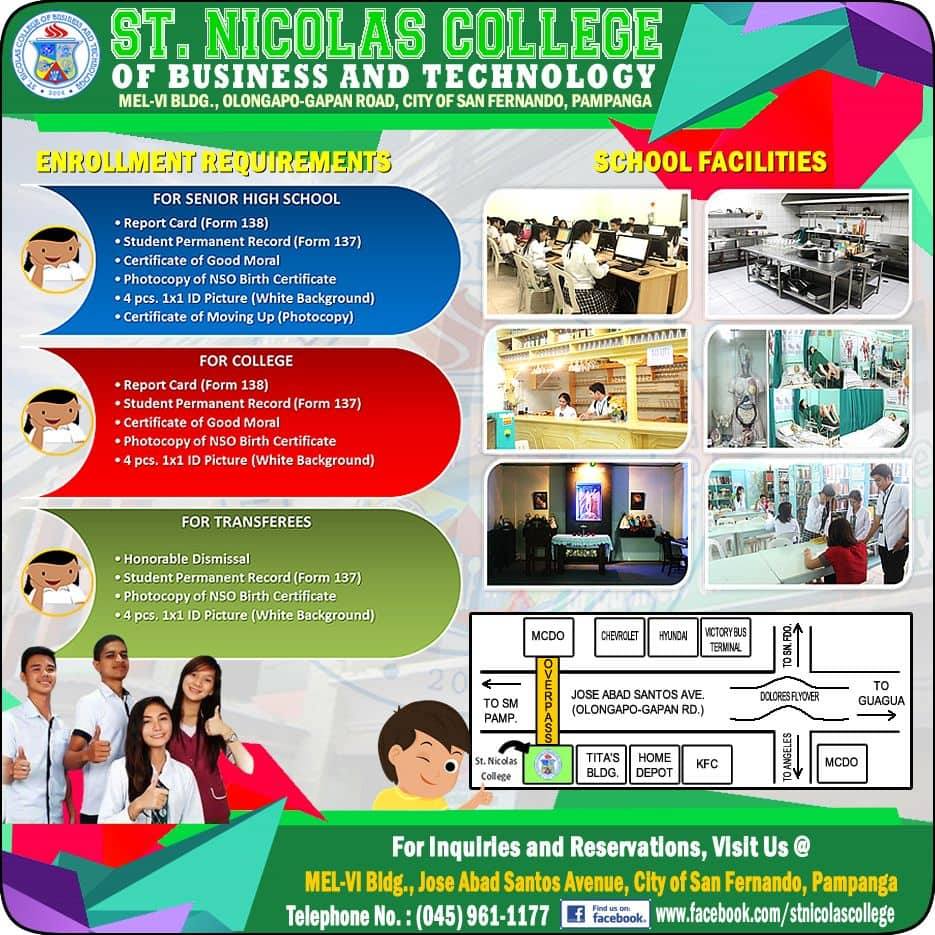 ST. NICOLAS COLLEGE OF BUSINESS AND TECHNOLOGY
2004
ST. NICOLAS COLLEGE
OF BUSINESS AND TECHNOLOGY
MEL-VI BLDG., OLONGAPO-GAPAN ROAD, CITY OF SAN FERNANDO, PAMPANGA
ENROLLMENT REQUIREMENTS
FOR SENIOR HIGH SCHOOL
• Report Card (Form 138)
• Student Permanent Record (Form 137)
• Certificate of Good Moral
• Photocopy of NSO Birth Certificate
• 4 pcs. 1x1 ID Picture (White Background)
• Certificate of Moving Up (Photocopy)
FOR COLLEGE
• Report Card (Form 138)
• Student Permanent Record (Form 137)
• Certificate of Good Moral
• Photocopy of NSO Birth Certificate
• 4 pcs. 1x1 ID Picture (White Background)
FOR TRANSFEREES
• Honorable Dismissal
• Student Permanent Record (Form 137)
• Photocopy of NSO Birth Certificate
• 4 pcs. 1x1 ID Picture (White Background)
SCHOOL FACILITIES
MCDO
CHEVROLET
HYUNDAI
VICTORY BUS
TERMINAL
TO SN. FDO.
OVERPASS
TO SM
PAMP.
JOSE ABAD SANTOS AVE.
(OLONGAPO-GAPAN RD.)
DOLORES FLYOVER
TO
GUAGUA
St. Nicolas
College
TITA'S
BLDG.
HOME
DEPOT
KFC
TO ANGELES
MCDO
For Inquiries and Reservations, Visit Us @
MEL-VI Bldg., Jose Abad Santos Avenue, City of San Fernando, Pampanga
Telephone No. : (045) 961-1177
Find us on:
facebook.
www.facebook.com/stnicolascollege